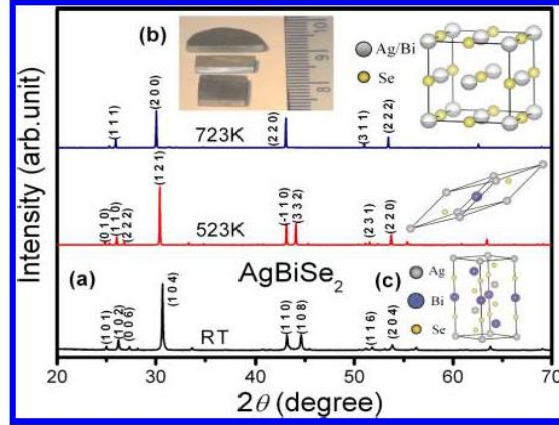 (b)
10
9
8
Ag/Bi
Se
(1 1 1)
(2 0 0)
723K
(2 2 0)
(3 1 1)
(2 2 2)
(0 1 0)
(1 1 0)
(2 2 2)
(1 2 1)
523K
(-1 1 0)
(3 3 2)
(2 3 1)
(2 2 0)
AgBiSe2
(a)
(c)
Ag
Bi
Se
(1 0 1)
(1 0 2)
(0 0 6)
(1 0 4)
RT
(1 1 0)
(1 0 8)
(1 1 6)
(2 0 4)
Intensity (arb.unit)
20 30 40 50 60 70
2θ (degree)